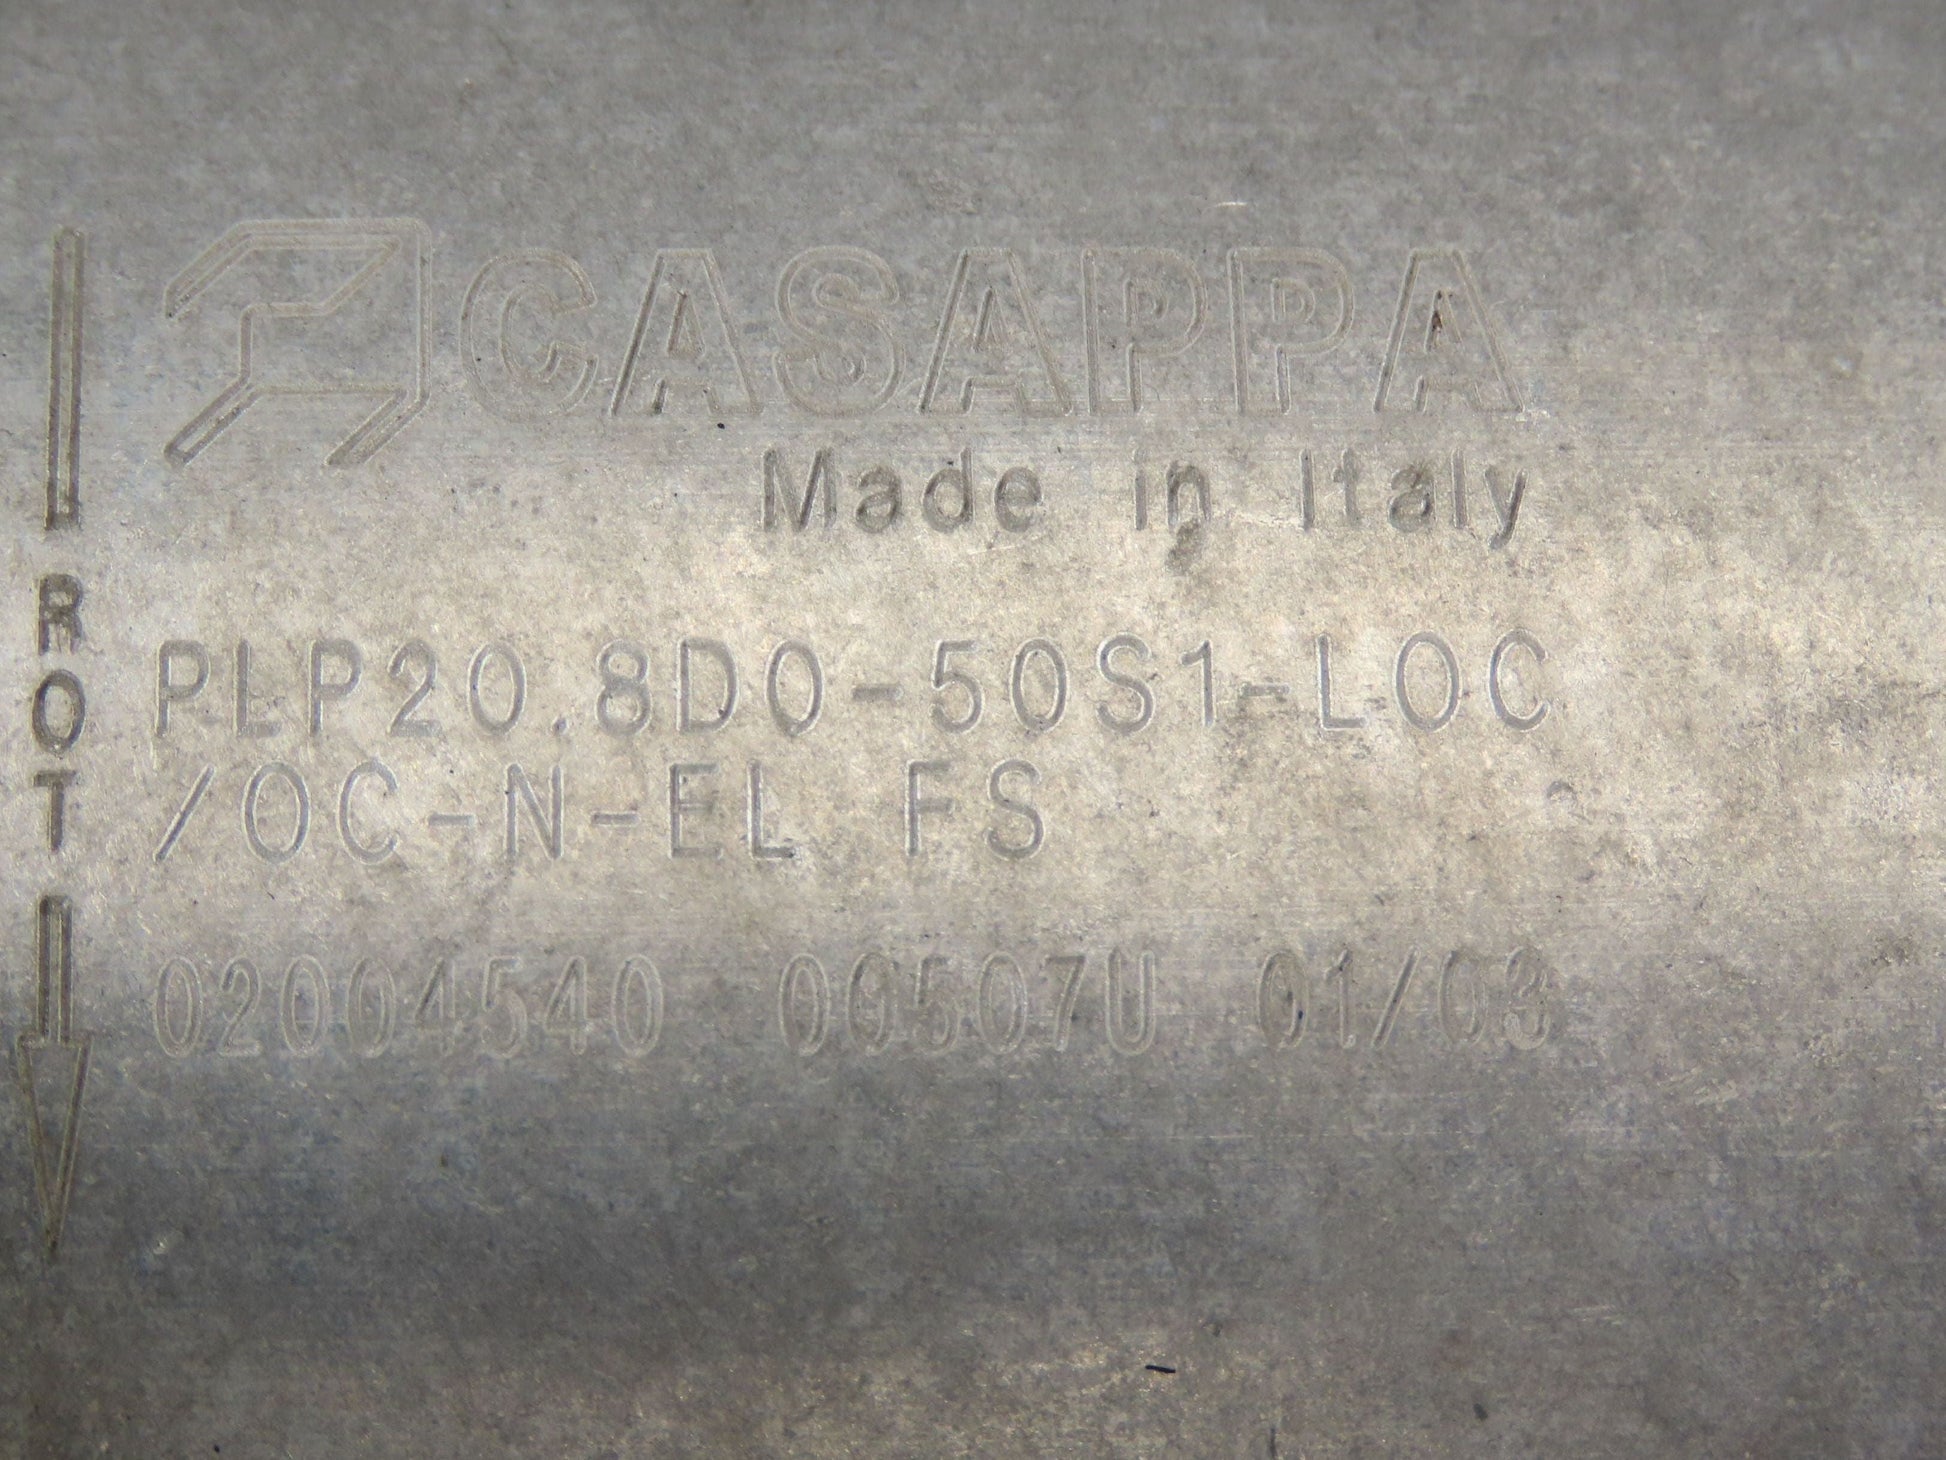 CASAPPA
Made in Italy
ROT
PLP20.8D0-50S1-LOC
/OC-N-EL FS
02004540 00507U 01/03